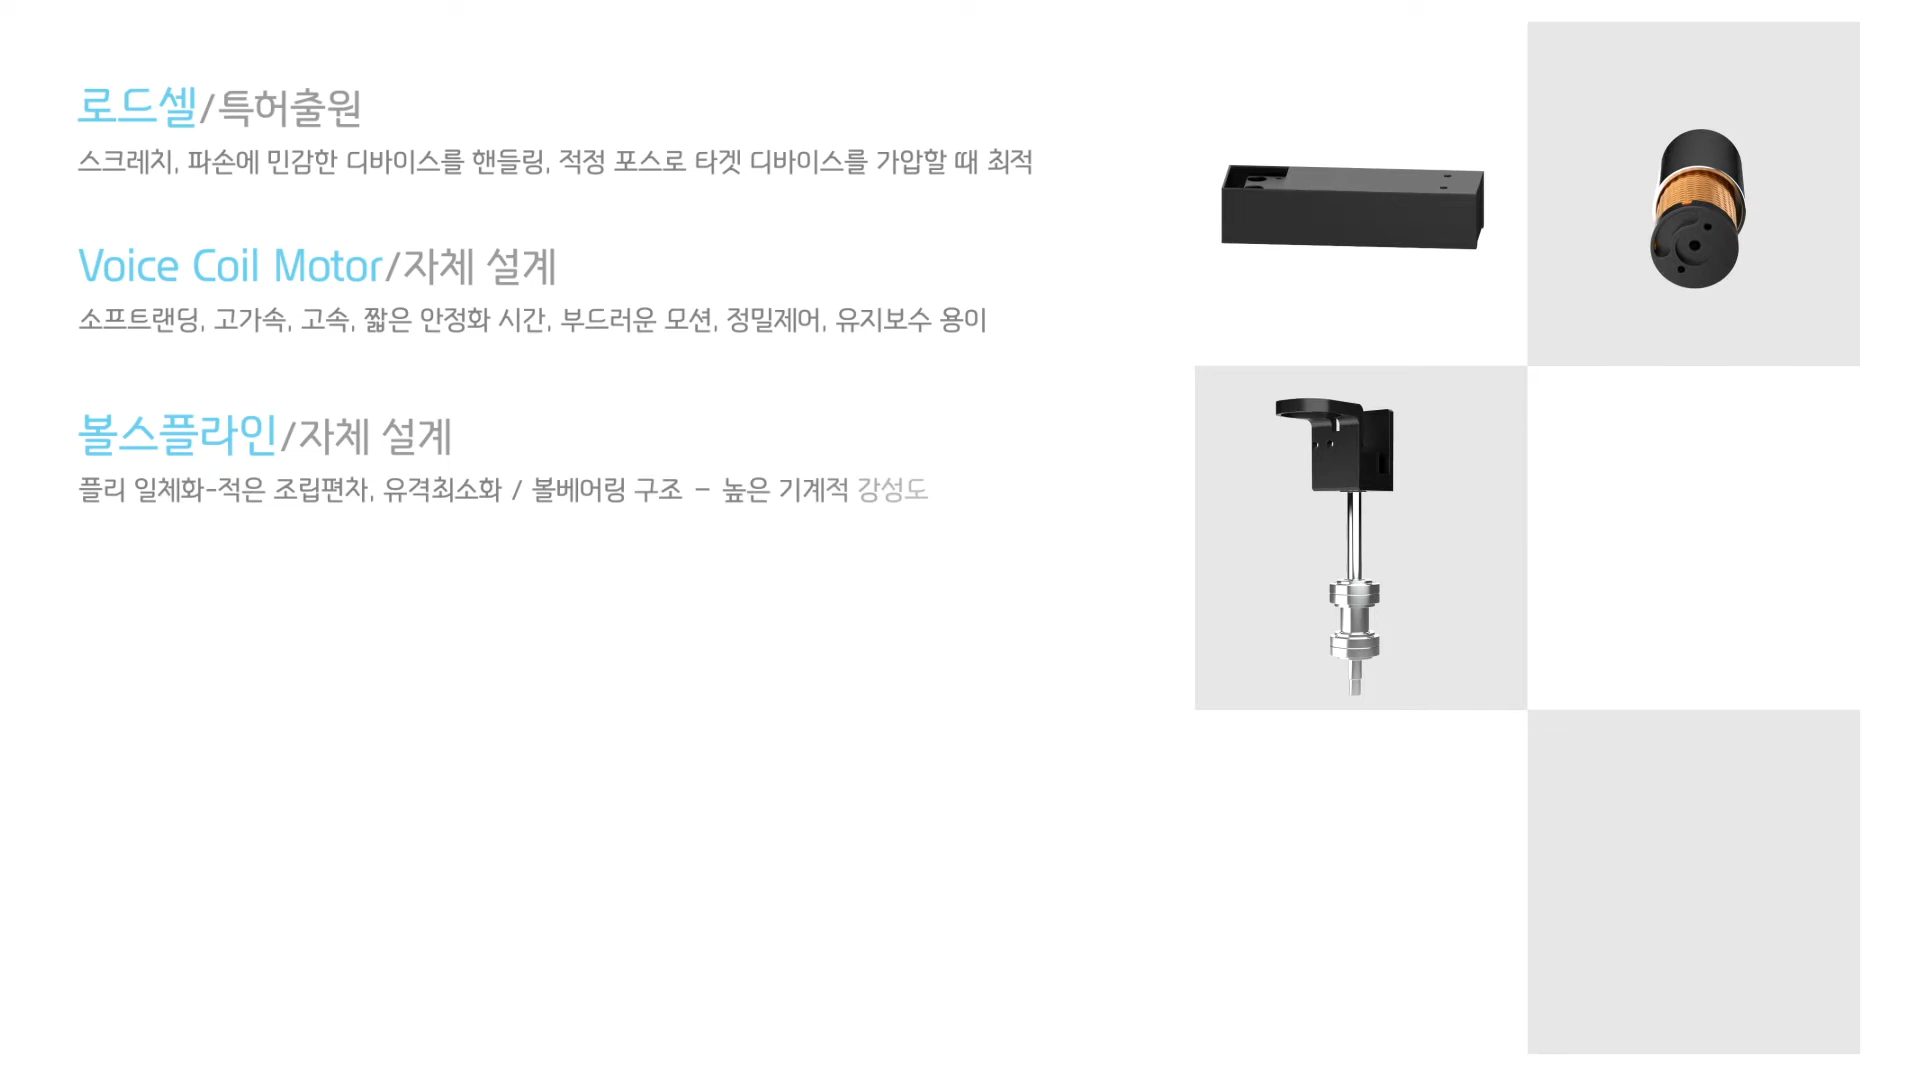 로드셀/특허출원
스크레치, 파손에 민감한 디바이스를 핸들링, 적정 포스로 타겟 디바이스를 가압할 때 최적
Voice Coil Motor/자체 설계
소프트랜딩, 고가속, 고속, 짧은 안정화 시간, 부드러운 모션, 정밀제어, 유지보수 용이
볼스플라인/자체 설계
플리 일체화-적은 조립편차, 유격최소화 / 볼베어링 구조 - 높은 기계적 강성도